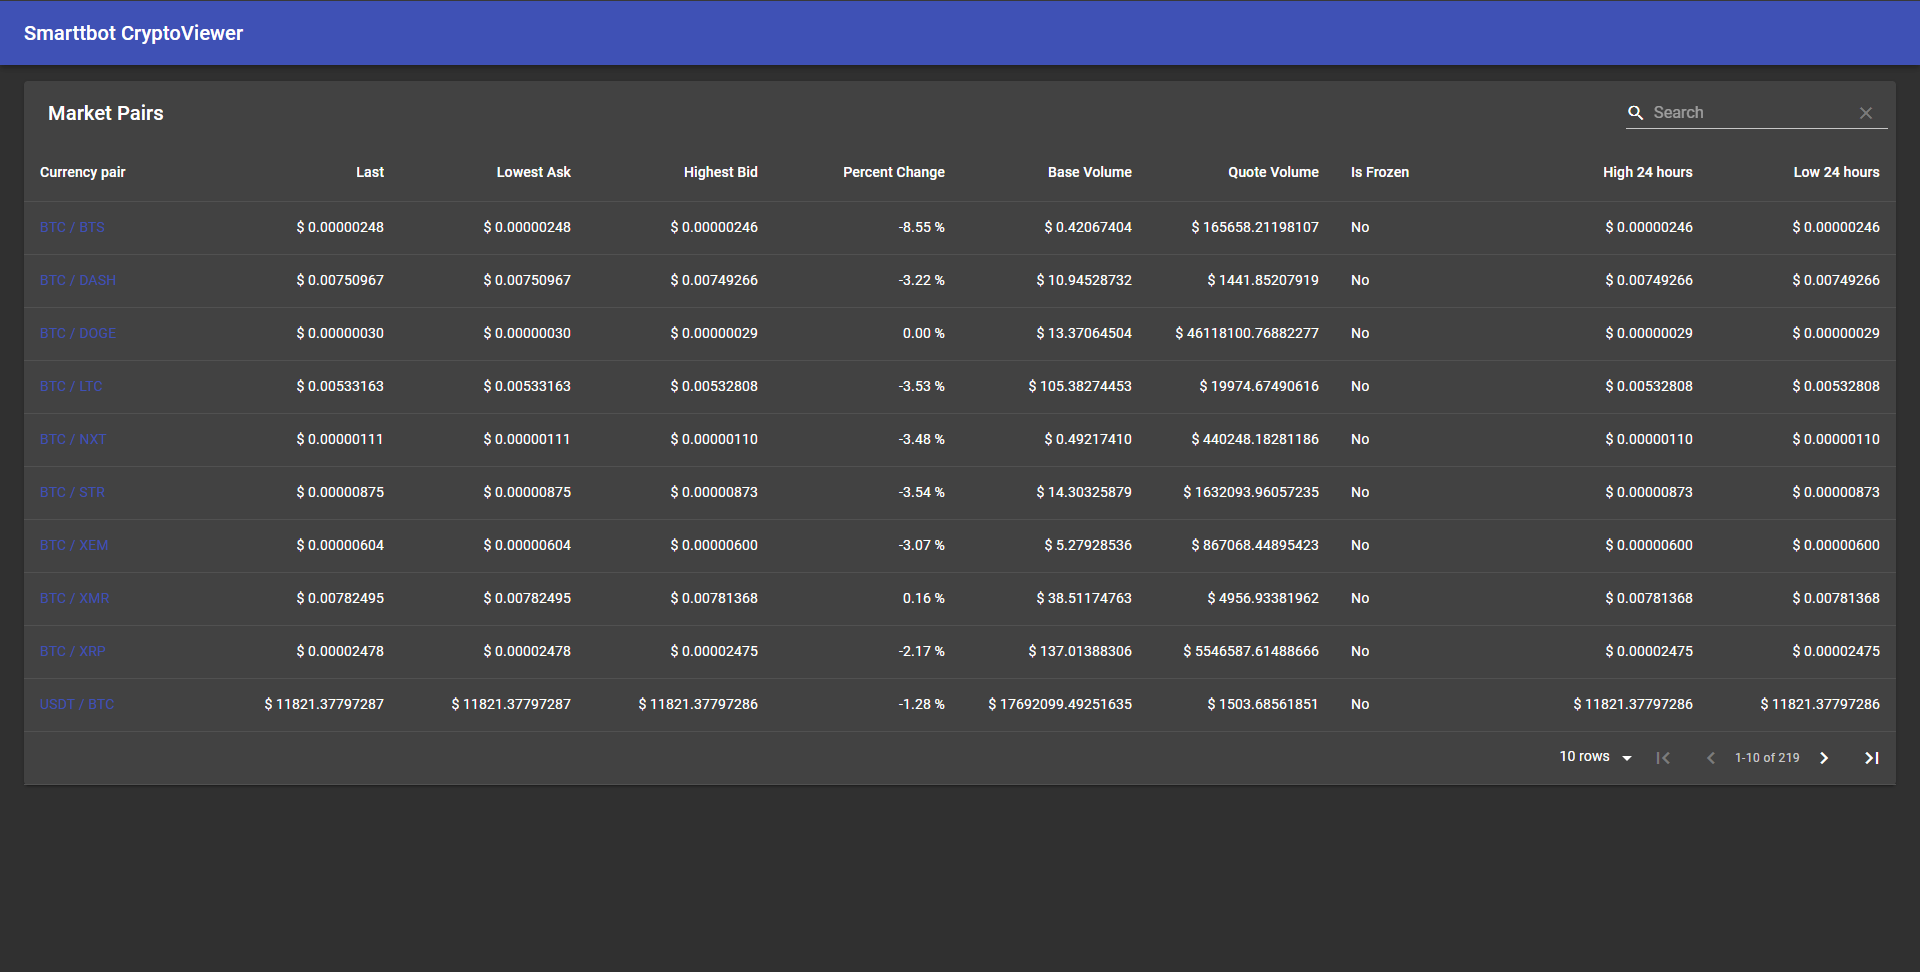 Smarttbot CryptoViewer
Market Pairs
Search
Currency pair Last Lowest Ask Highest Bid Percent Change Base Volume Quote Volume Is Frozen High 24 hours Low 24 hours
BTC / BTS $ 0.00000248 $ 0.00000248 $ 0.00000246 -8.55 % $ 0.42067404 $ 165658.21198107 No $ 0.00000246 $ 0.00000246
BTC / DASH $ 0.00750967 $ 0.00750967 $ 0.00749266 -3.22 % $ 10.94528732 $ 1441.85207919 No $ 0.00749266 $ 0.00749266
BTC / DOGE $ 0.00000030 $ 0.00000030 $ 0.00000029 0.00 % $ 13.37064504 $ 46118100.76882277 No $ 0.00000029 $ 0.00000029
BTC / LTC $ 0.00533163 $ 0.00533163 $ 0.00532808 -3.53 % $ 105.38274453 $ 19974.67490616 No $ 0.00532808 $ 0.00532808
BTC / NXT $ 0.00000111 $ 0.00000111 $ 0.00000110 -3.48 % $ 0.49217410 $ 440248.18281186 No $ 0.00000110 $ 0.00000110
BTC / STR $ 0.00000875 $ 0.00000875 $ 0.00000873 -3.54 % $ 14.30325879 $ 1632093.96057235 No $ 0.00000873 $ 0.00000873
BTC / XEM $ 0.00000604 $ 0.00000604 $ 0.00000600 -3.07 % $ 5.27928536 $ 867068.44895423 No $ 0.00000600 $ 0.00000600
BTC / XMR $ 0.00782495 $ 0.00782495 $ 0.00781368 0.16 % $ 38.51174763 $ 4956.93381962 No $ 0.00781368 $ 0.00781368
BTC / XRP $ 0.00002478 $ 0.00002478 $ 0.00002475 -2.17 % $ 137.01388306 $ 5546587.61488666 No $ 0.00002475 $ 0.00002475
USDT / BTC $ 11821.37797287 $ 11821.37797287 $ 11821.37797286 -1.28 % $ 17692099.49251635 $ 1503.68561851 No $ 11821.37797286 $ 11821.37797286
10 rows 1-10 of 219